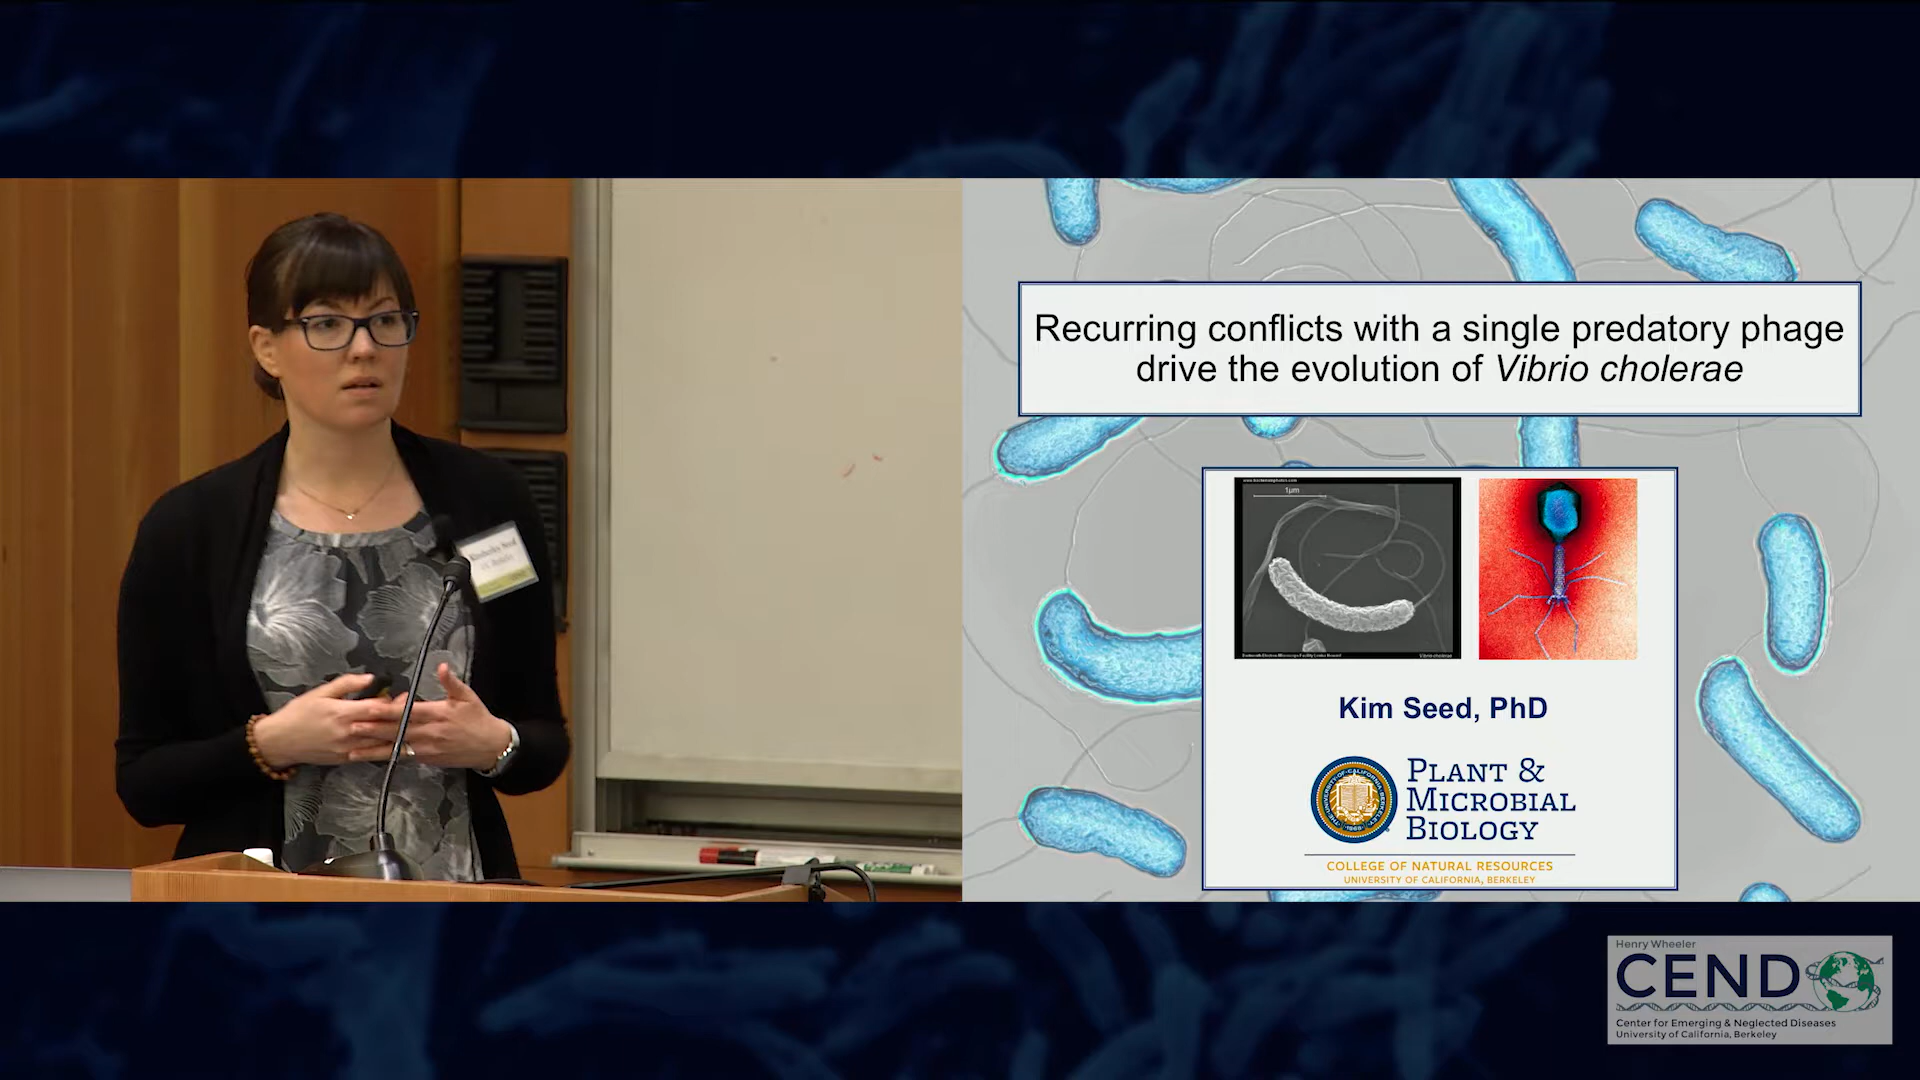 Recurring conflicts with a single predatory phage
drive the evolution of Vibrio cholerae
1µm
Vibrio cholerae
Kim Seed, PhD
PLANT &
MICROBIAL
BIOLOGY
COLLEGE OF NATURAL RESOURCES
UNIVERSITY OF CALIFORNIA, BERKELEY
Henry Wheeler
CEND
Center for Emerging & Neglected Diseases
University of California, Berkeley